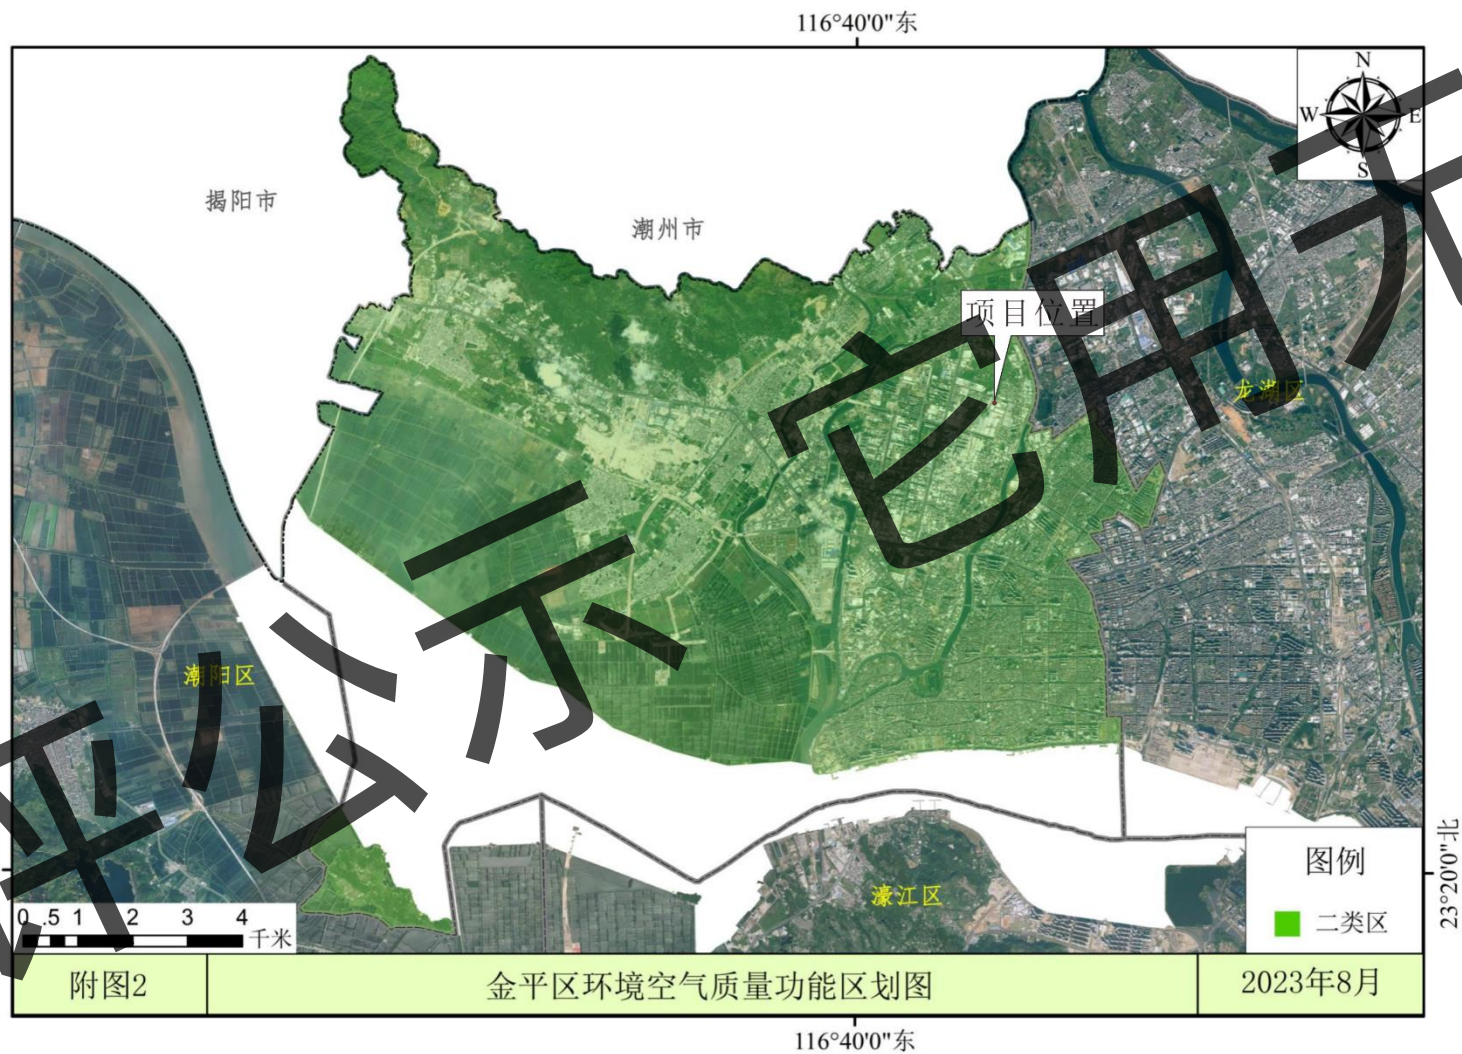 116°40'0"东
N
W
E
S
揭阳市
潮州市
项目位置
龙湖区
潮阳区
濠江区
评公示 它用无
23°20'0"北
图例
二类区
0 .5 1 2 3 4
千米
附图2
金平区环境空气质量功能区划图
2023年8月
116°40'0"东